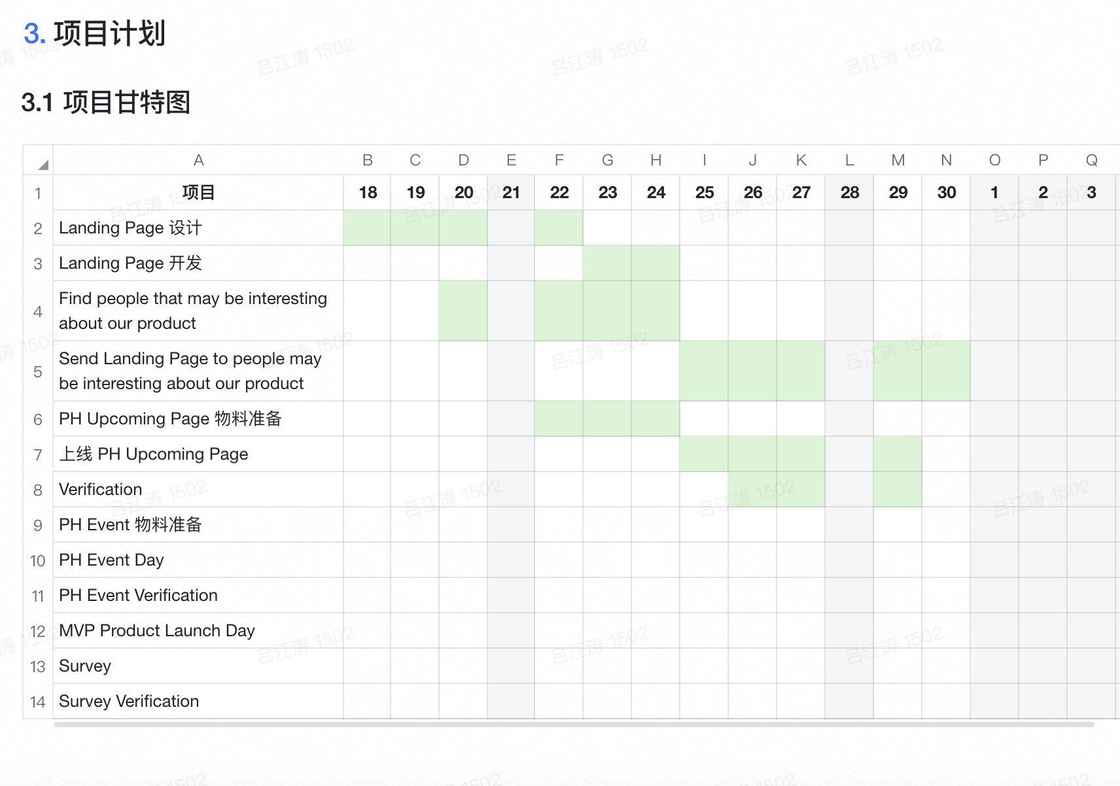 3. 项目计划
3.1 项目甘特图
A B C D E F G H I J K L M N O P Q
1 项目 18 19 20 21 22 23 24 25 26 27 28 29 30 1 2 3
2 Landing Page 设计
3 Landing Page 开发
4 Find people that may be interesting
about our product
5 Send Landing Page to people may
be interesting about our product
6 PH Upcoming Page 物料准备
7 上线 PH Upcoming Page
8 Verification
9 PH Event 物料准备
10 PH Event Day
11 PH Event Verification
12 MVP Product Launch Day
13 Survey
14 Survey Verification
吕江涛 1502